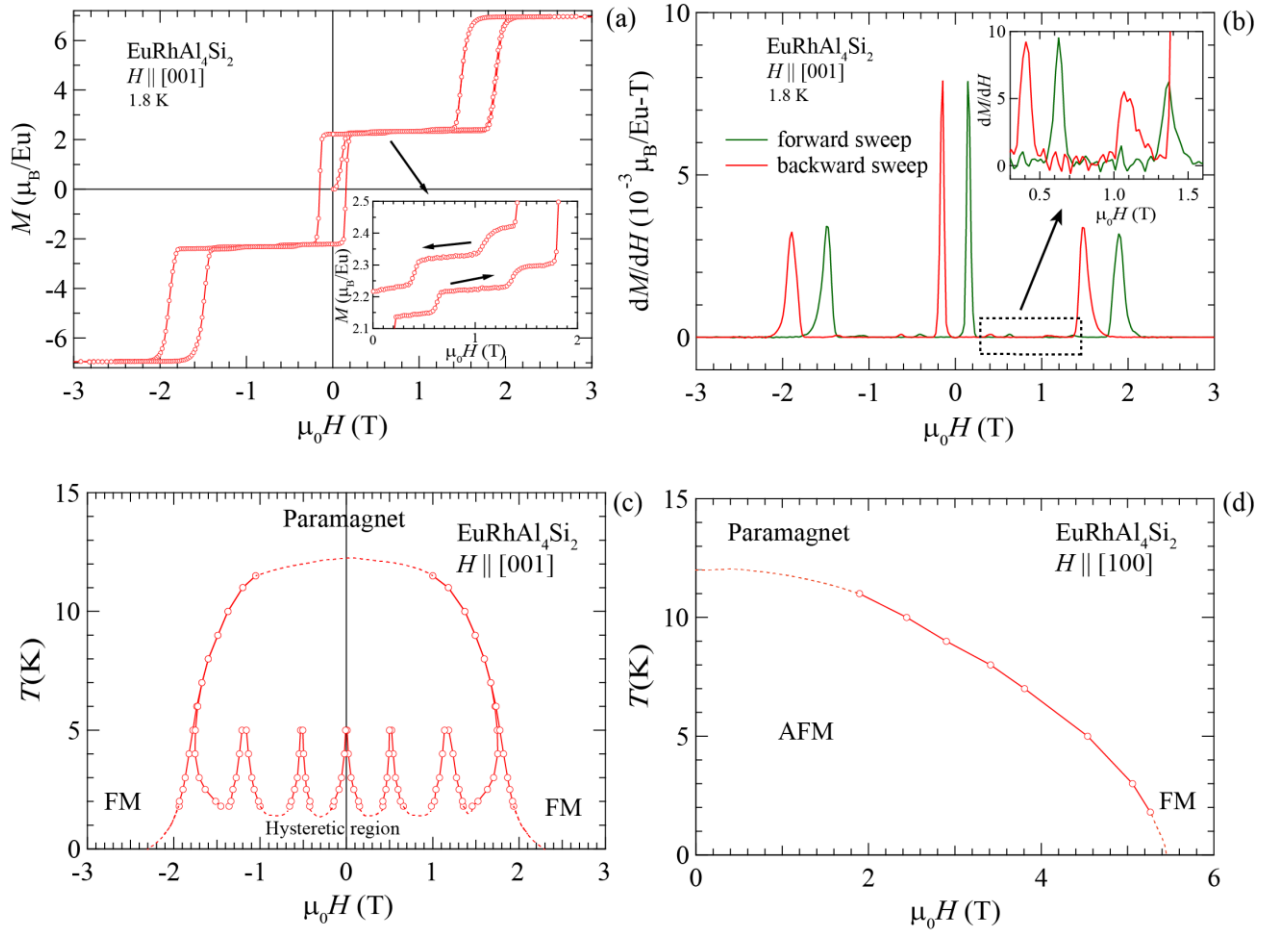 (a)
EuRhAl4Si2
H || [001]
1.8 K
M (μB/Eu)
6
4
2
0
-2
-4
-6
-3 -2 -1 0 1 2 3
μ0H (T)
M (μB/Eu)
2.5
2.4
2.3
2.2
2.1
0 1 2
μ0H (T)
(b)
EuRhAl4Si2
H || [001]
1.8 K
forward sweep
backward sweep
dM/dH (10-3 μB/Eu-T)
10
5
0
-3 -2 -1 0 1 2 3
μ0H (T)
dM/dH
10
5
0
0.5 1.0 1.5
μ0H (T)
(c)
Paramagnet
EuRhAl4Si2
H || [001]
T(K)
15
10
5
0
FM
FM
Hysteretic region
-3 -2 -1 0 1 2 3
μ0H (T)
(d)
Paramagnet
EuRhAl4Si2
H || [100]
T(K)
15
10
5
0
AFM
FM
0 2 4 6
μ0H (T)